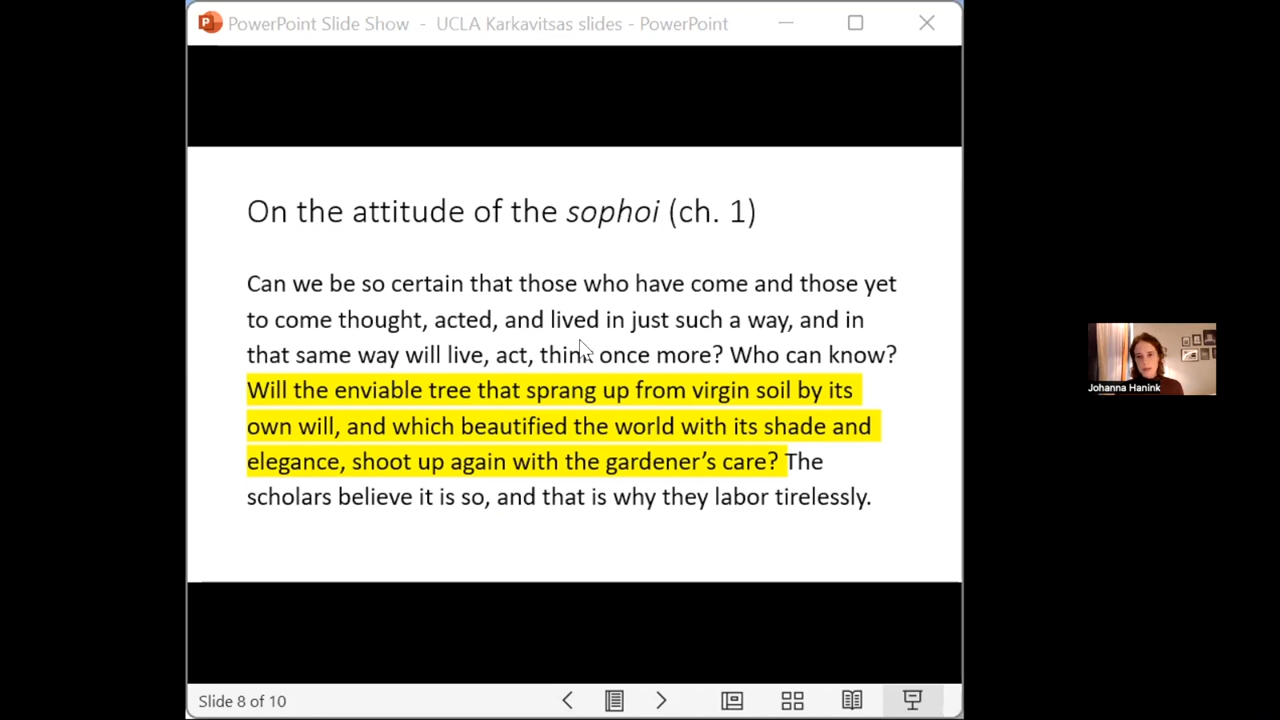 PowerPoint Slide Show - UCLA Karkavitsas slides - PowerPoint
On the attitude of the sophoi (ch. 1)
Can we be so certain that those who have come and those yet
to come thought, acted, and lived in just such a way, and in
that same way will live, act, think once more? Who can know?
Will the enviable tree that sprang up from virgin soil by its
own will, and which beautified the world with its shade and
elegance, shoot up again with the gardener’s care? The
scholars believe it is so, and that is why they labor tirelessly.
Johanna Hanink
Slide 8 of 10